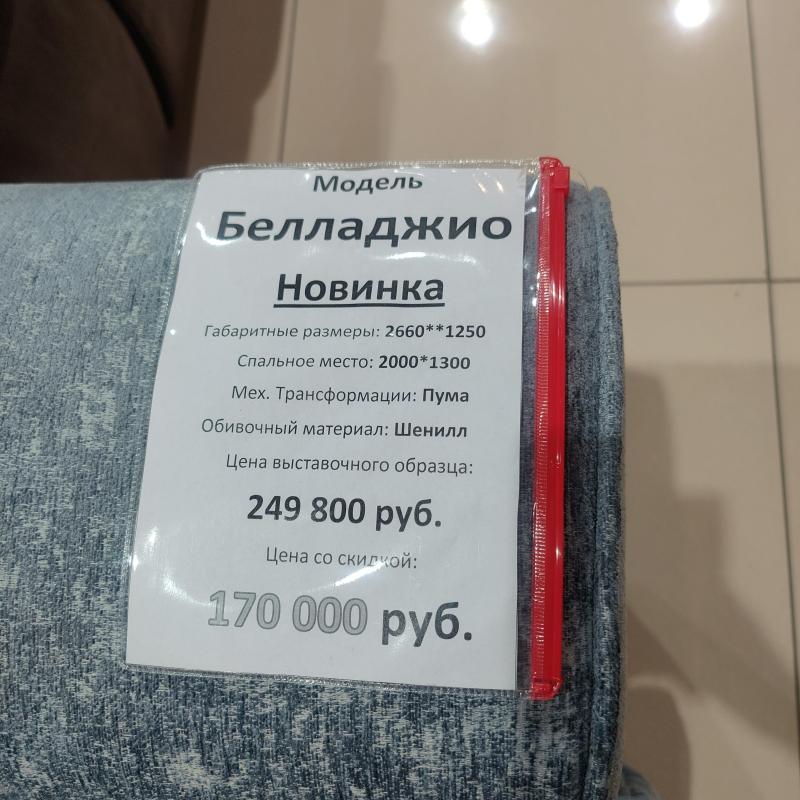 Модель
Белладжио
Новинка
Габаритные размеры: 2660**1250
Спальное место: 2000*1300
Мех. Трансформации: Пума
Обивочный материал: Шенилл
Цена выставочного образца:
249 800 руб.
Цена со скидкой:
170 000 руб.